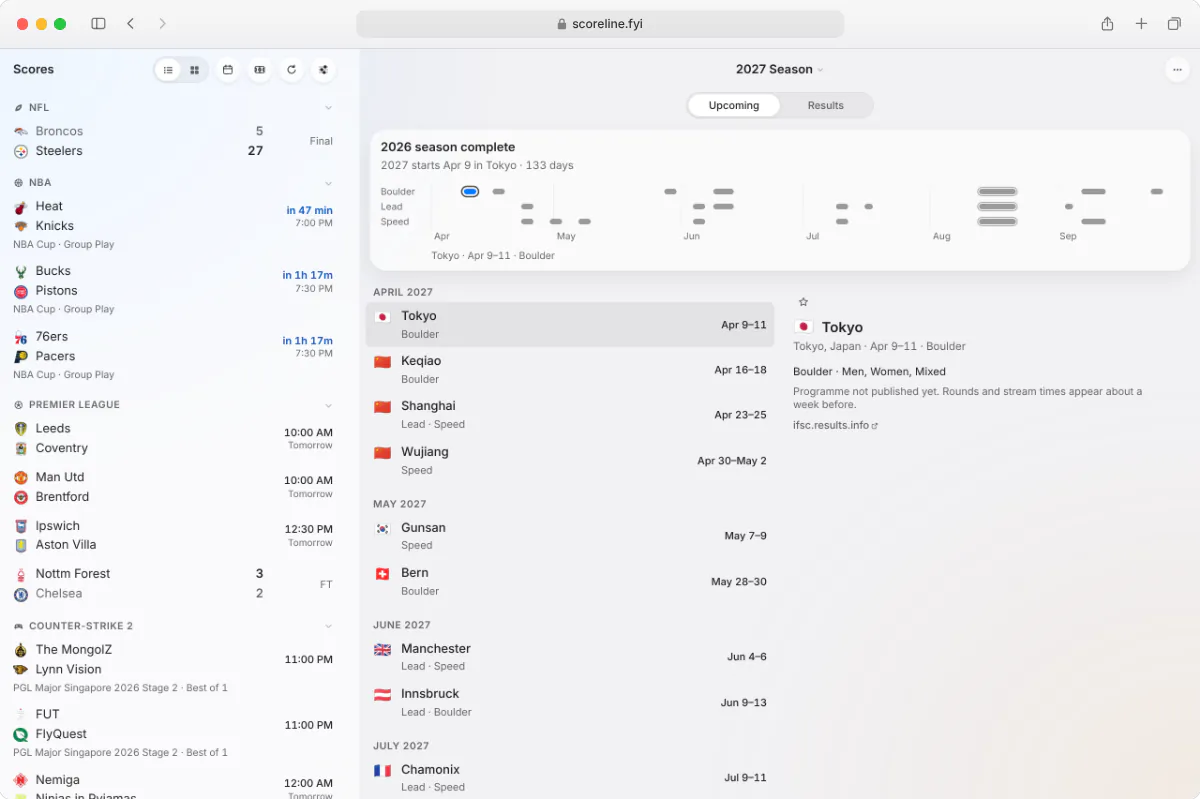 scoreline.fyi
Scores
NFL
Broncos 5
Steelers 27
Final
NBA
Heat
Knicks
in 47 min
7:00 PM
NBA Cup · Group Play
Bucks
Pistons
in 1h 17m
7:30 PM
NBA Cup · Group Play
76ers
Pacers
in 1h 17m
7:30 PM
NBA Cup · Group Play
PREMIER LEAGUE
Leeds
Coventry
10:00 AM
Tomorrow
Man Utd
Brentford
10:00 AM
Tomorrow
Ipswich
Aston Villa
12:30 PM
Tomorrow
Nottm Forest 3
Chelsea 2
FT
COUNTER-STRIKE 2
The MongolZ
Lynn Vision
11:00 PM
PGL Major Singapore 2026 Stage 2 · Best of 1
FUT
FlyQuest
11:00 PM
PGL Major Singapore 2026 Stage 2 · Best of 1
Nemiga
Ninjas in Pyjamas
12:00 AM
Tomorrow
2027 Season
Upcoming Results
2026 season complete
2027 starts Apr 9 in Tokyo · 133 days
Boulder
Lead
Speed
Apr May Jun Jul Aug Sep
Tokyo · Apr 9–11 · Boulder
APRIL 2027
Tokyo
Boulder
Apr 9–11
Keqiao
Boulder
Apr 16–18
Shanghai
Lead · Speed
Apr 23–25
Wujiang
Speed
Apr 30–May 2
MAY 2027
Gunsan
Speed
May 7–9
Bern
Boulder
May 28–30
JUNE 2027
Manchester
Lead · Speed
Jun 4–6
Innsbruck
Lead · Boulder
Jun 9–13
JULY 2027
Chamonix
Lead · Speed
Jul 9–11
Tokyo
Tokyo, Japan · Apr 9–11 · Boulder
Boulder · Men, Women, Mixed
Programme not published yet. Rounds and stream times appear about a
week before.
ifsc.results.info